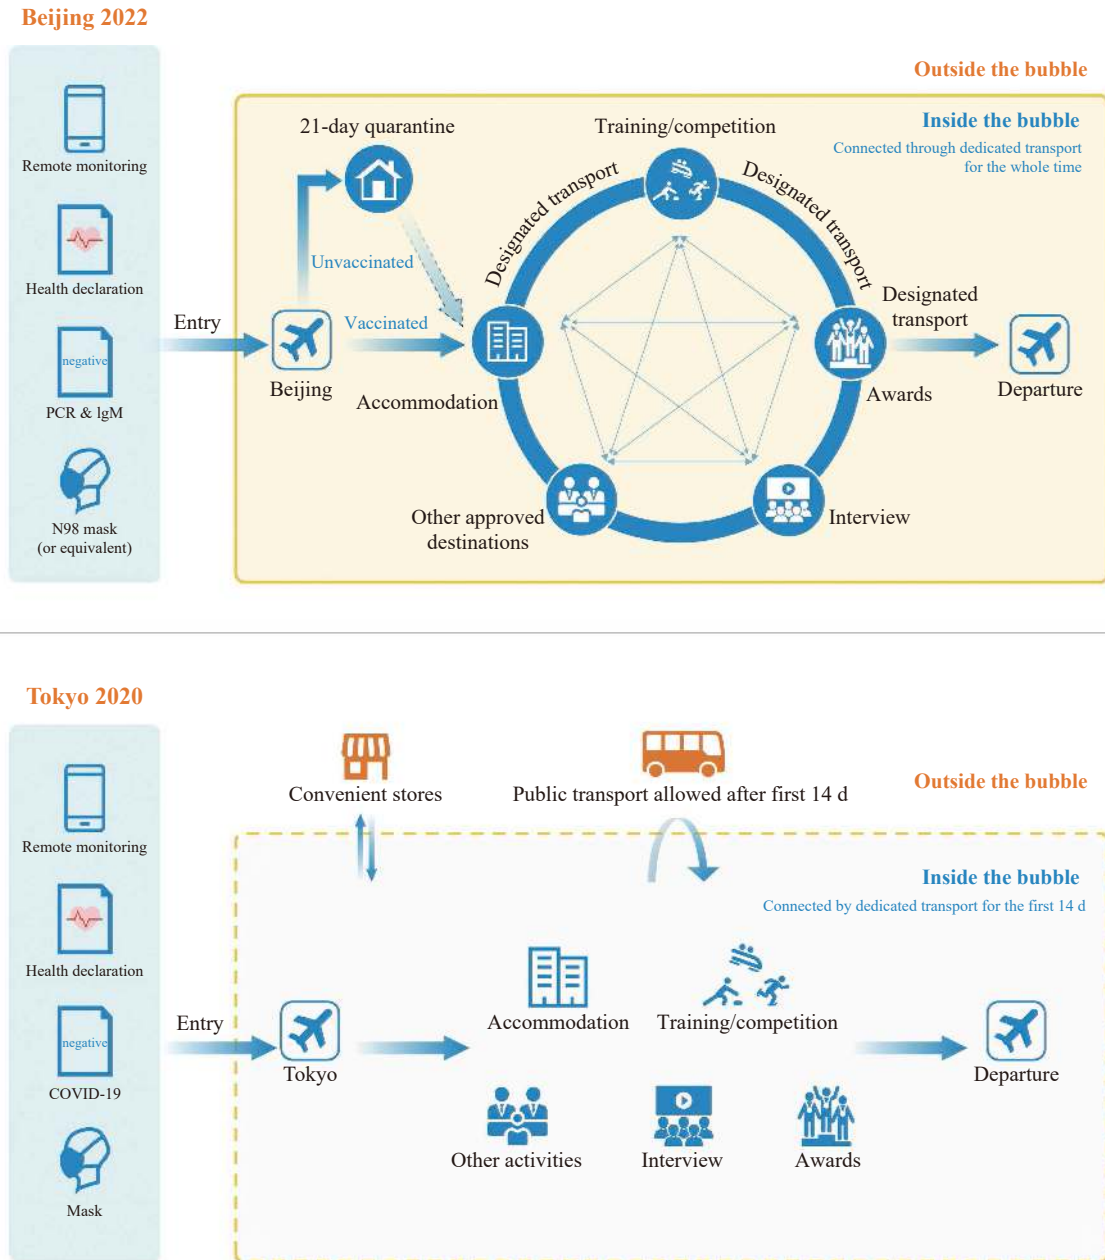 Beijing 2022
Remote monitoring
Health declaration
negative
PCR & lgM
N98 mask
(or equivalent)
Entry
Outside the bubble
Inside the bubble
Connected through dedicated transport
for the whole time
21-day quarantine
Training/competition
Designated transport
Designated transport
Unvaccinated
Vaccinated
Beijing
Accommodation
Designated
transport
Awards
Departure
Other approved
destinations
Interview
Tokyo 2020
Remote monitoring
Health declaration
negative
COVID-19
Mask
Entry
Convenient stores
Public transport allowed after first 14 d
Outside the bubble
Inside the bubble
Connected by dedicated transport for the first 14 d
Tokyo
Accommodation
Training/competition
Departure
Other activities
Interview
Awards